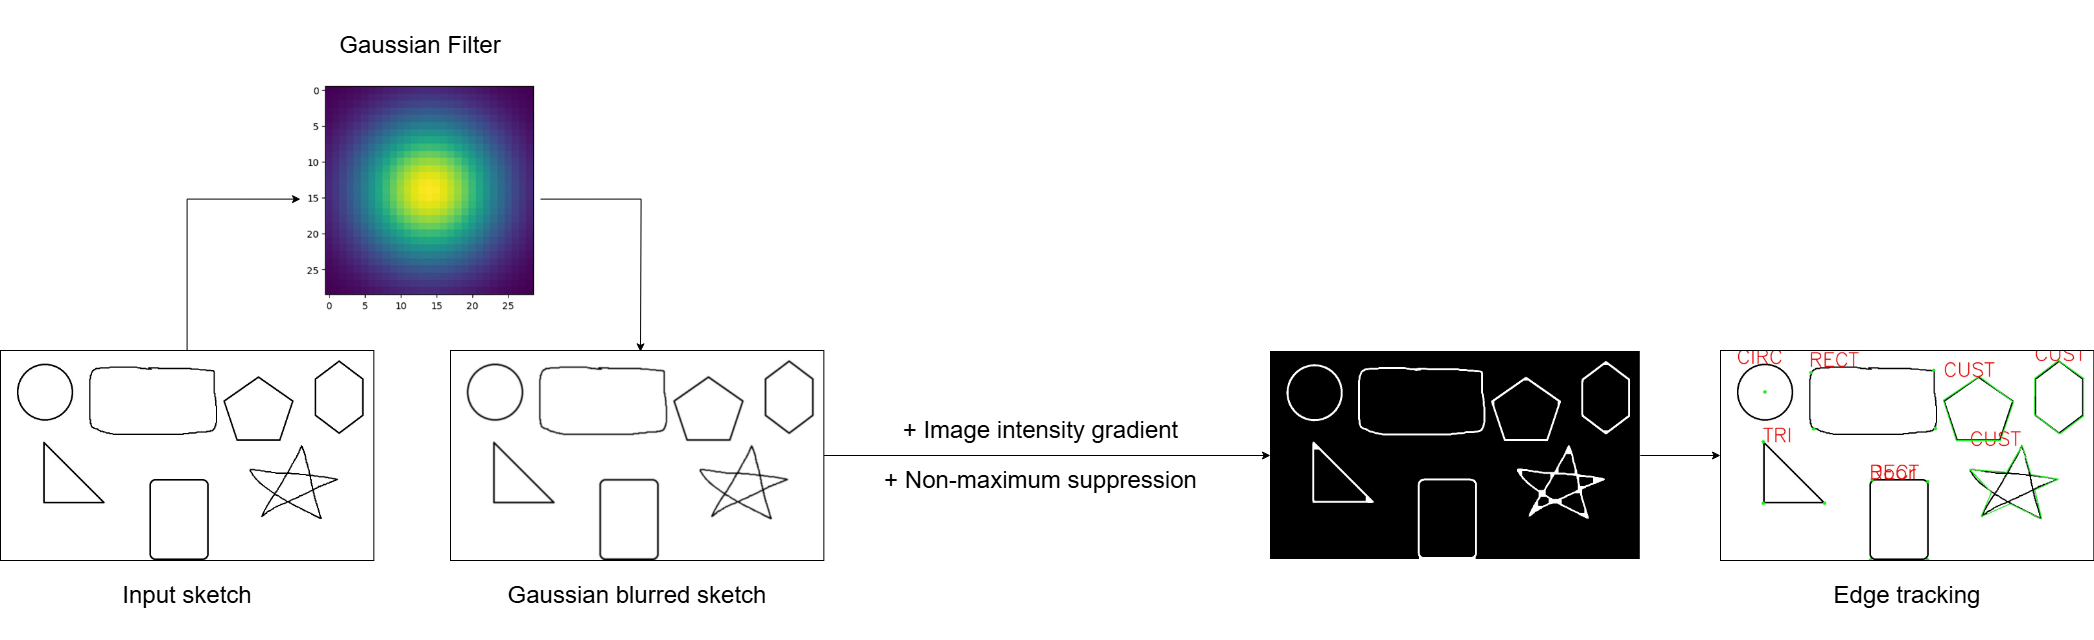 Gaussian Filter
0
5
10
15
20
25
0 5 10 15 20 25
+ Image intensity gradient
+ Non-maximum suppression
CIRC
RECT
CUST
CUST
TRI
CUST
RECT
Input sketch
Gaussian blurred sketch
Edge tracking